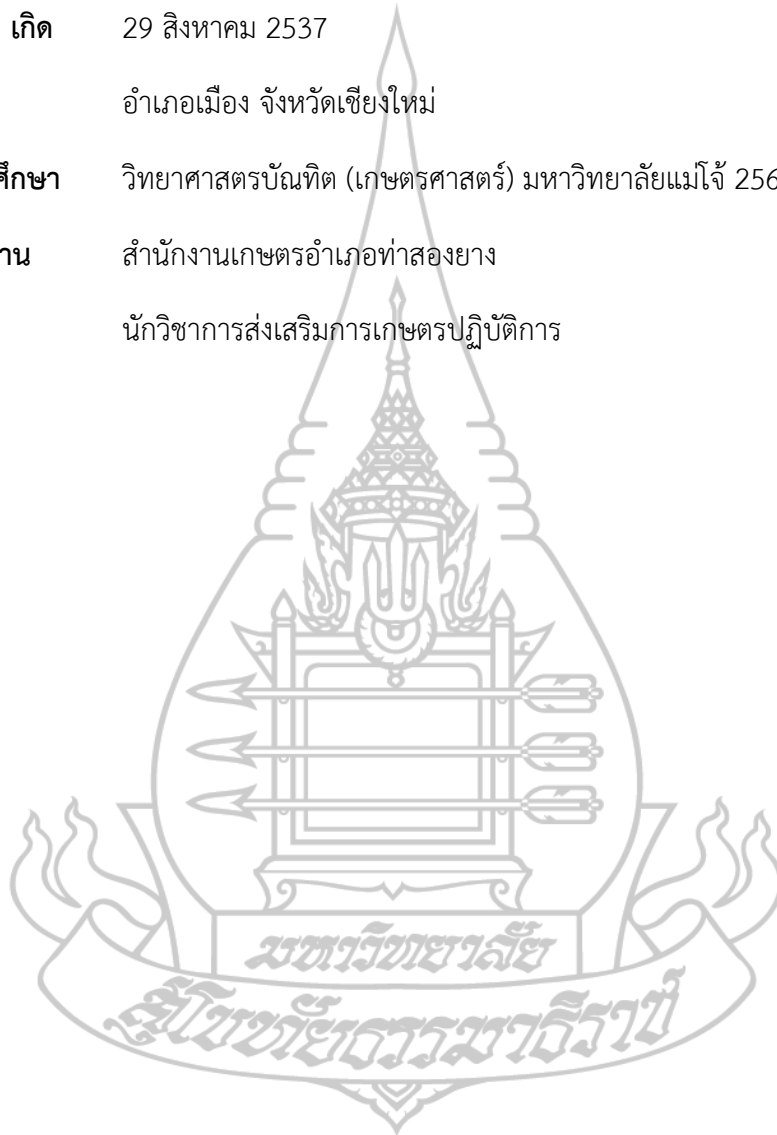 เกิด 29 สิงหาคม 2537
อำเภอเมือง จังหวัดเชียงใหม่
ศึกษา วิทยาศาสตรบัณฑิต (เกษตรศาสตร์) มหาวิทยาลัยแม่โจ้ 256
าน สำนักงานเกษตรอำเภอท่าสองยาง
นักวิชาการส่งเสริมการเกษตรปฏิบัติการ
มหาวิทยาลัย
สุโขทัยธรรมาธิราช